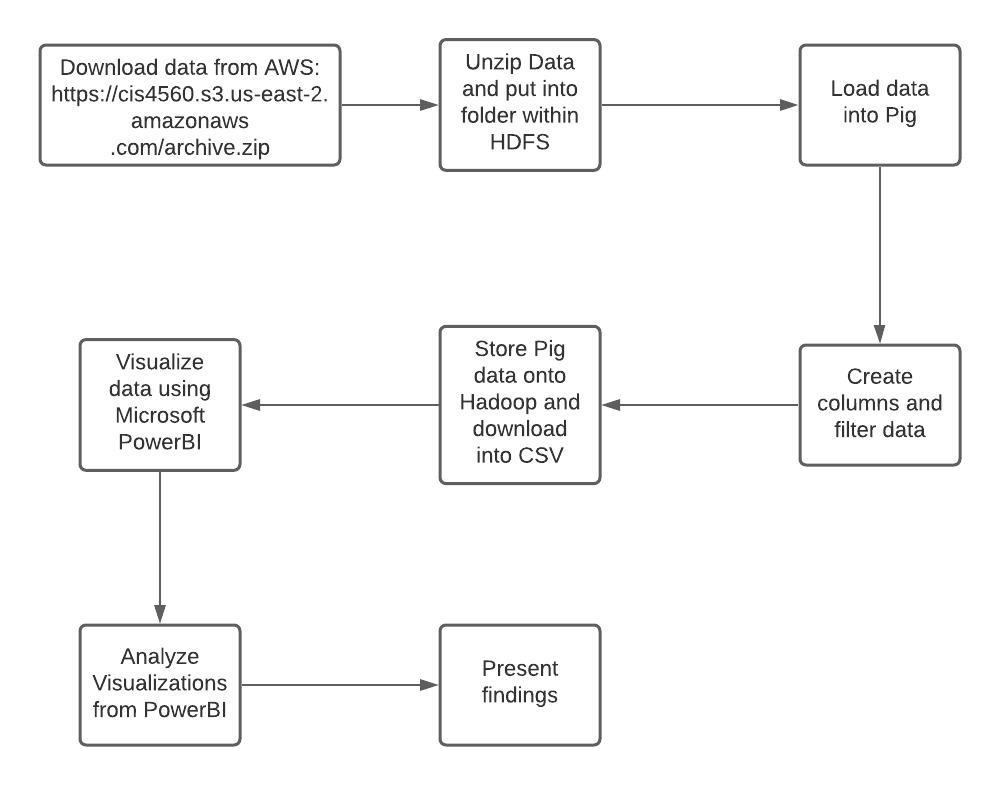 Download data from AWS:
https://cis4560.s3.us-east-2.
amazonaws
.com/archive.zip
Unzip Data
and put into
folder within
HDFS
Load data
into Pig
Create
columns and
filter data
Store Pig
data onto
Hadoop and
download
into CSV
Visualize
data using
Microsoft
PowerBI
Analyze
Visualizations
from PowerBI
Present
findings